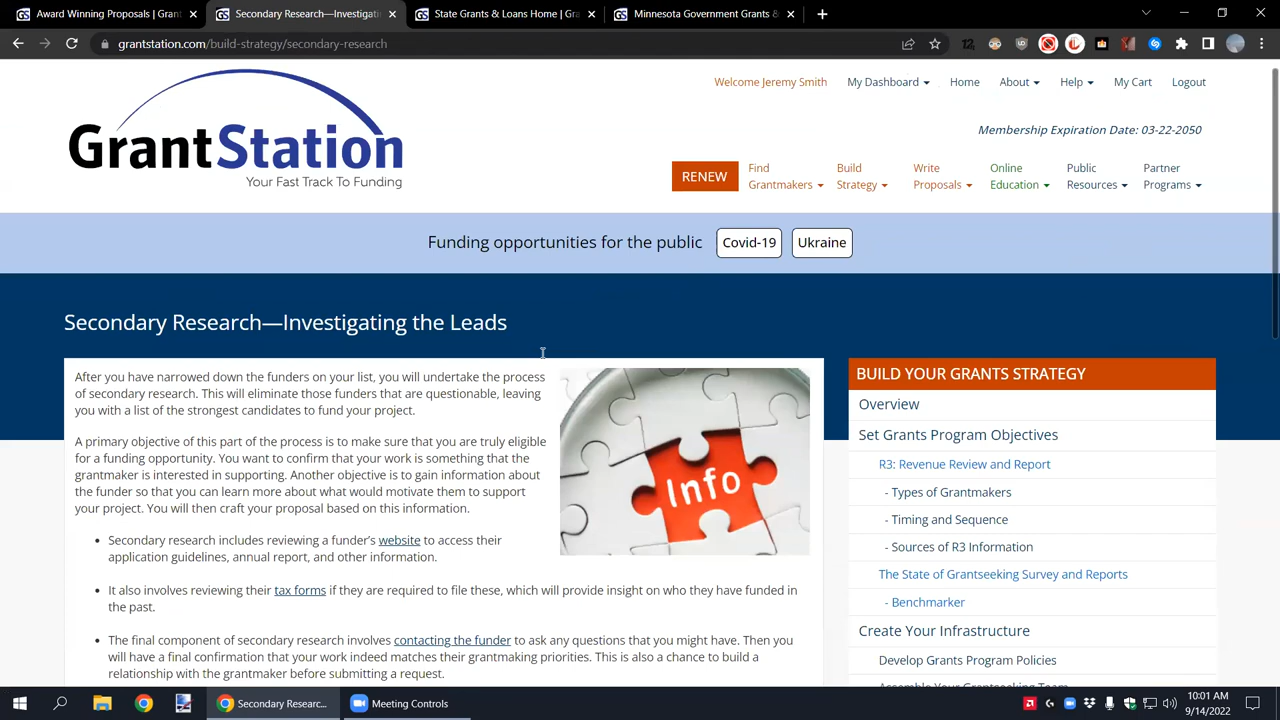 Award Winning Proposals | Grant
Secondary Research—Investigati
State Grants & Loans Home | Gra
Minnesota Government Grants &
grantstation.com/build-strategy/secondary-research
GrantStation
Your Fast Track To Funding
Welcome Jeremy Smith
My Dashboard
Home
About
Help
My Cart
Logout
Membership Expiration Date: 03-22-2050
RENEW
Find
Grantmakers
Build
Strategy
Write
Proposals
Online
Education
Public
Resources
Partner
Programs
Funding opportunities for the public
Covid-19
Ukraine
Secondary Research—Investigating the Leads
After you have narrowed down the funders on your list, you will undertake the process
of secondary research. This will eliminate those funders that are questionable, leaving
you with a list of the strongest candidates to fund your project.
A primary objective of this part of the process is to make sure that you are truly eligible
for a funding opportunity. You want to confirm that your work is something that the
grantmaker is interested in supporting. Another objective is to gain information about
the funder so that you can learn more about what would motivate them to support
your project. You will then craft your proposal based on this information.
Info
• Secondary research includes reviewing a funder's website to access their
application guidelines, annual report, and other information.
• It also involves reviewing their tax forms if they are required to file these, which will provide insight on who they have funded in
the past.
• The final component of secondary research involves contacting the funder to ask any questions that you might have. Then you
will have a final confirmation that your work indeed matches their grantmaking priorities. This is also a chance to build a
relationship with the grantmaker before submitting a request.
BUILD YOUR GRANTS STRATEGY
Overview
Set Grants Program Objectives
R3: Revenue Review and Report
- Types of Grantmakers
- Timing and Sequence
- Sources of R3 Information
The State of Grantseeking Survey and Reports
- Benchmarker
Create Your Infrastructure
Develop Grants Program Policies
Assemble Your Grantseeking Team
Secondary Researc...
Meeting Controls
10:01 AM
9/14/2022